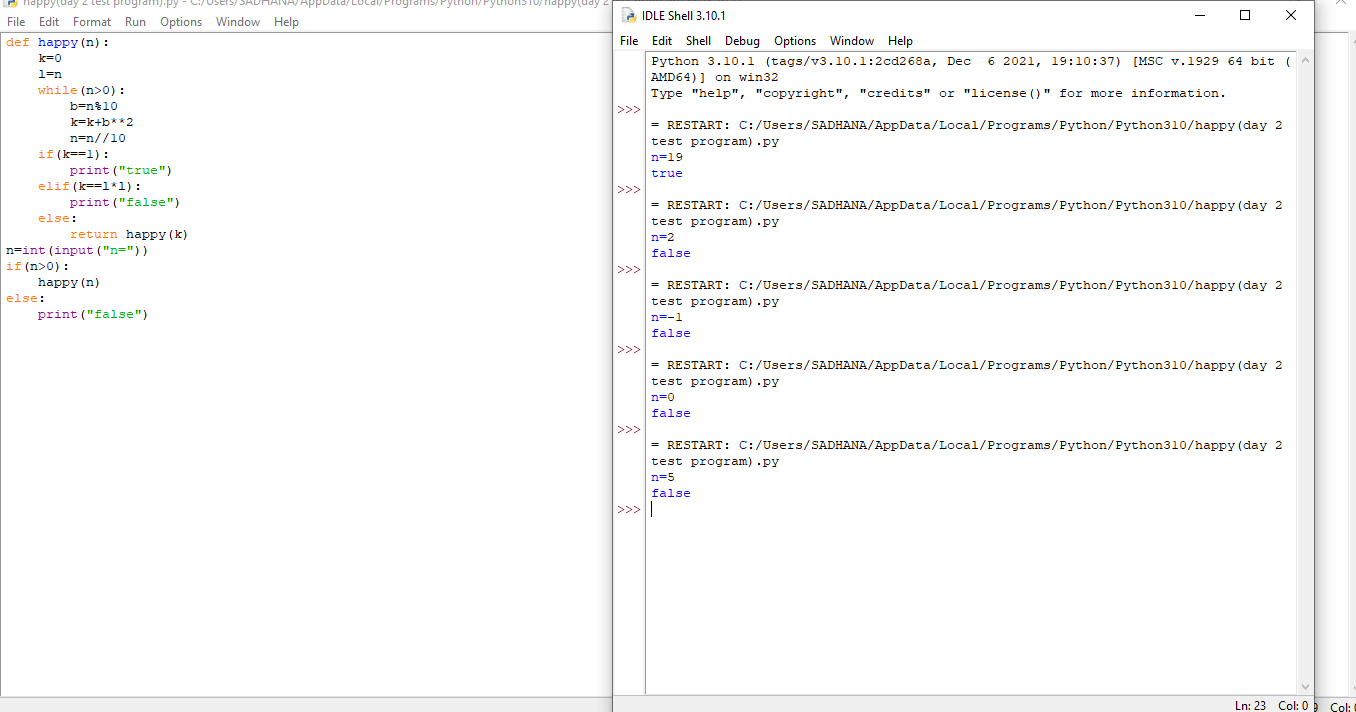 happy(day 2 test program).py - C:/Users/SADHANA/AppData/Local/Programs/Python/Python310/happy(day 2
File Edit Format Run Options Window Help
def happy(n):
    k=0
    l=n
    while(n>0):
        b=n%10
        k=k+b**2
        n=n//10
    if(k==1):
        print("true")
    elif(k==l*l):
        print("false")
    else:
        return happy(k)
n=int(input("n="))
if(n>0):
    happy(n)
else:
    print("false")
IDLE Shell 3.10.1
File Edit Shell Debug Options Window Help
Python 3.10.1 (tags/v3.10.1:2cd268a, Dec  6 2021, 19:10:37) [MSC v.1929 64 bit (
AMD64)] on win32
Type "help", "copyright", "credits" or "license()" for more information.
>>>
= RESTART: C:/Users/SADHANA/AppData/Local/Programs/Python/Python310/happy(day 2
test program).py
n=19
true
>>>
= RESTART: C:/Users/SADHANA/AppData/Local/Programs/Python/Python310/happy(day 2
test program).py
n=2
false
>>>
= RESTART: C:/Users/SADHANA/AppData/Local/Programs/Python/Python310/happy(day 2
test program).py
n=-1
false
>>>
= RESTART: C:/Users/SADHANA/AppData/Local/Programs/Python/Python310/happy(day 2
test program).py
n=0
false
>>>
= RESTART: C:/Users/SADHANA/AppData/Local/Programs/Python/Python310/happy(day 2
test program).py
n=5
false
>>>
Ln: 23 Col: 0
Col: